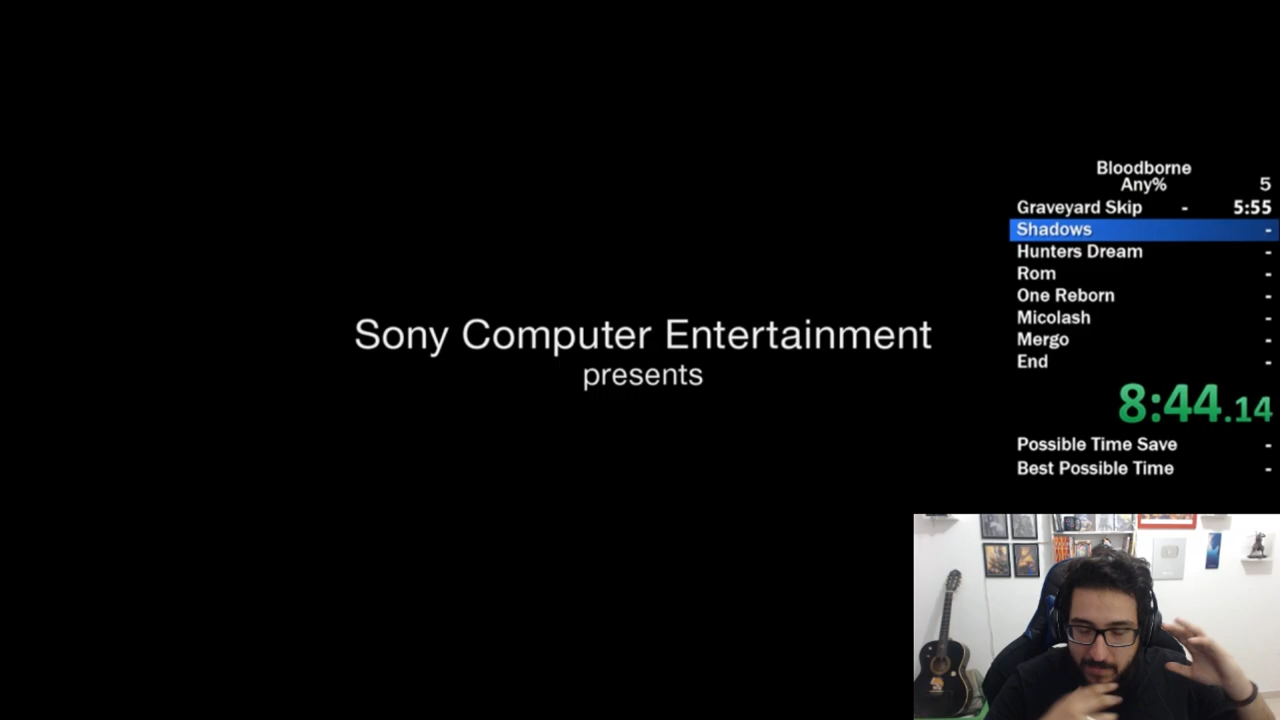 Sony Computer Entertainment
presents
Bloodborne
Any% 5
Graveyard Skip - 5:55
Shadows -
Hunters Dream -
Rom -
One Reborn -
Micolash -
Mergo -
End -
8:44.14
Possible Time Save -
Best Possible Time -